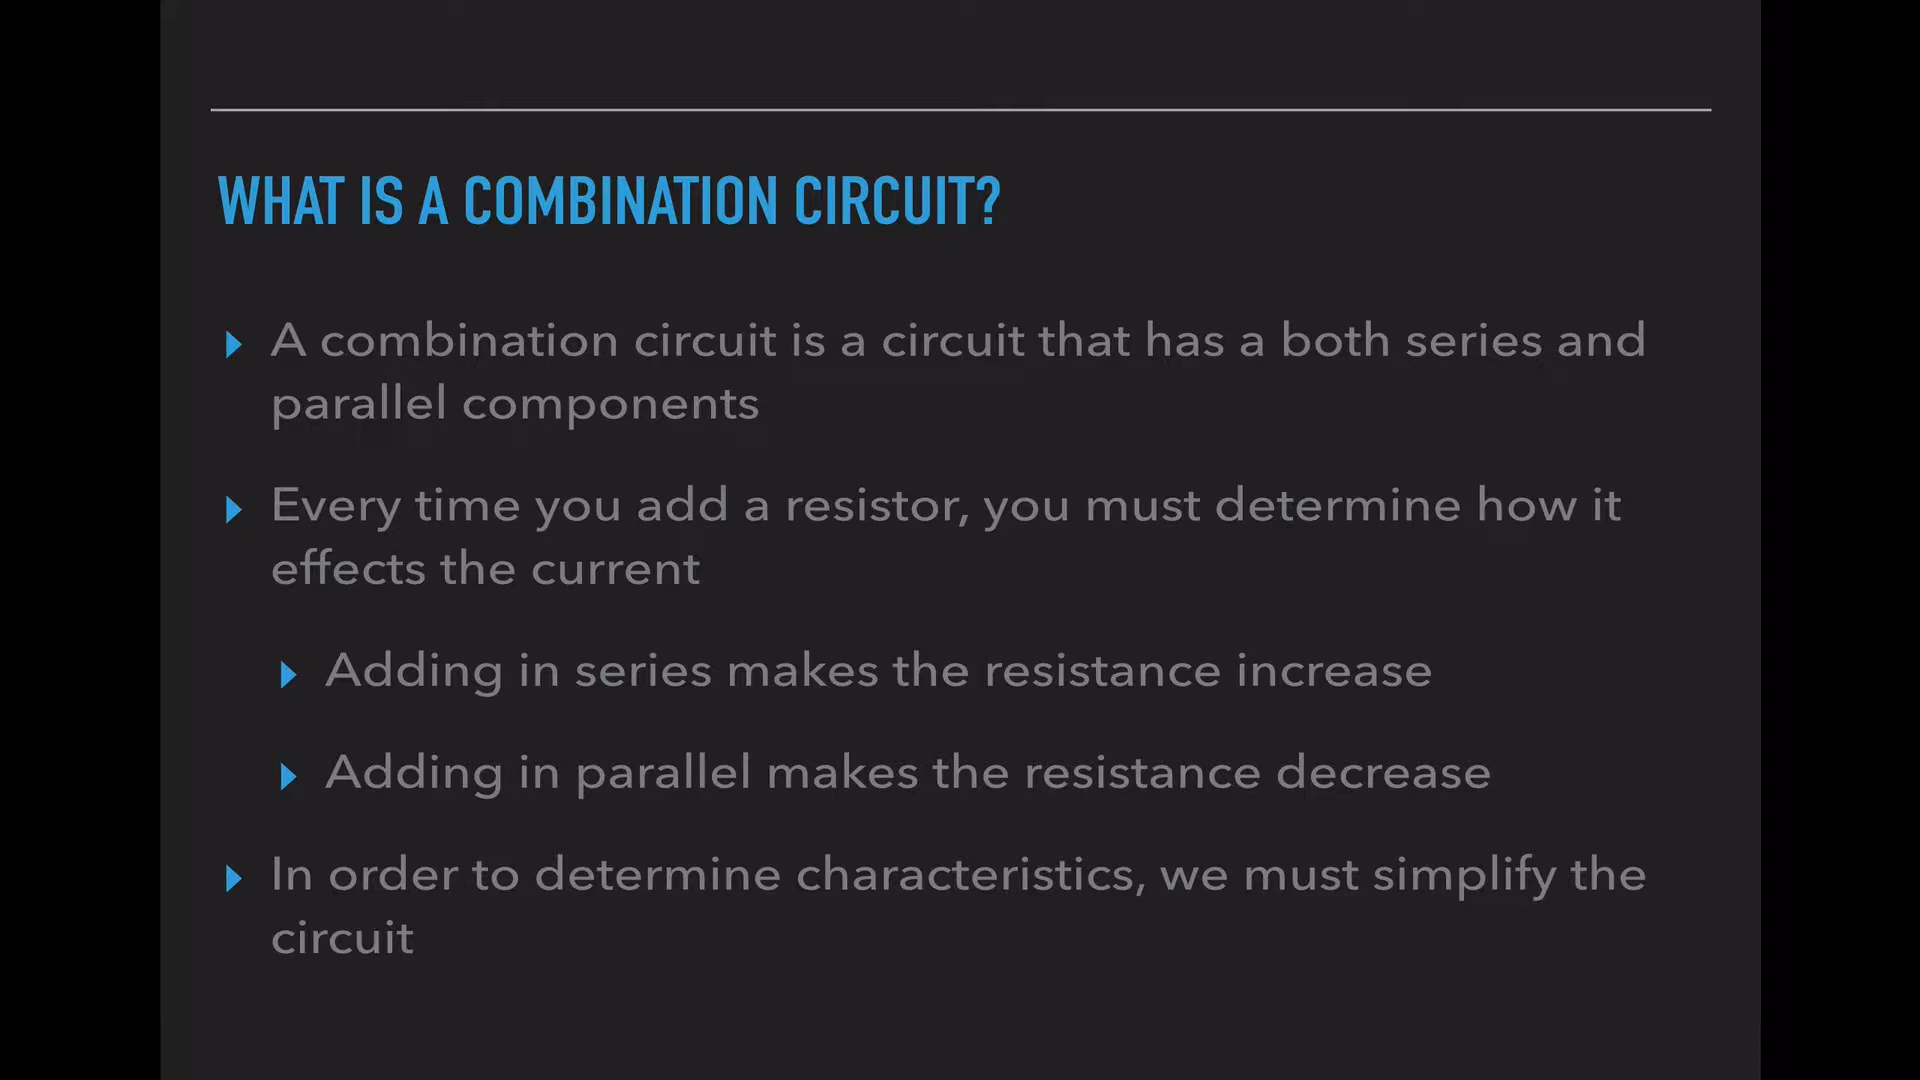 WHAT IS A COMBINATION CIRCUIT?
A combination circuit is a circuit that has a both series and
parallel components
Every time you add a resistor, you must determine how it
effects the current
Adding in series makes the resistance increase
Adding in parallel makes the resistance decrease
In order to determine characteristics, we must simplify the
circuit